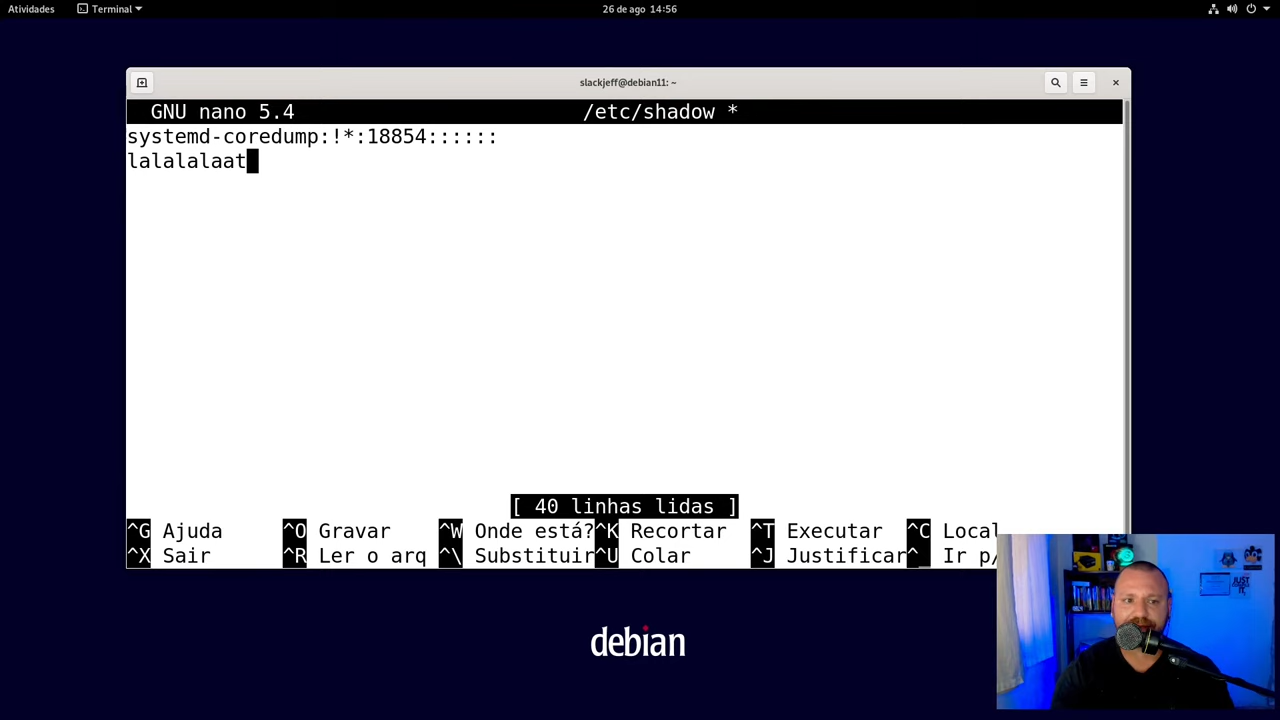 Atividades Terminal 26 de ago 14:56
slackjeff@debian11: ~
GNU nano 5.4 /etc/shadow *
systemd-coredump:!*:18854::::::
lalalalaat
[ 40 linhas lidas ]
^G Ajuda ^O Gravar ^W Onde está? ^K Recortar ^T Executar ^C Local
^X Sair ^R Ler o arq ^\ Substituir ^U Colar ^J Justificar ^_ Ir p/
debian